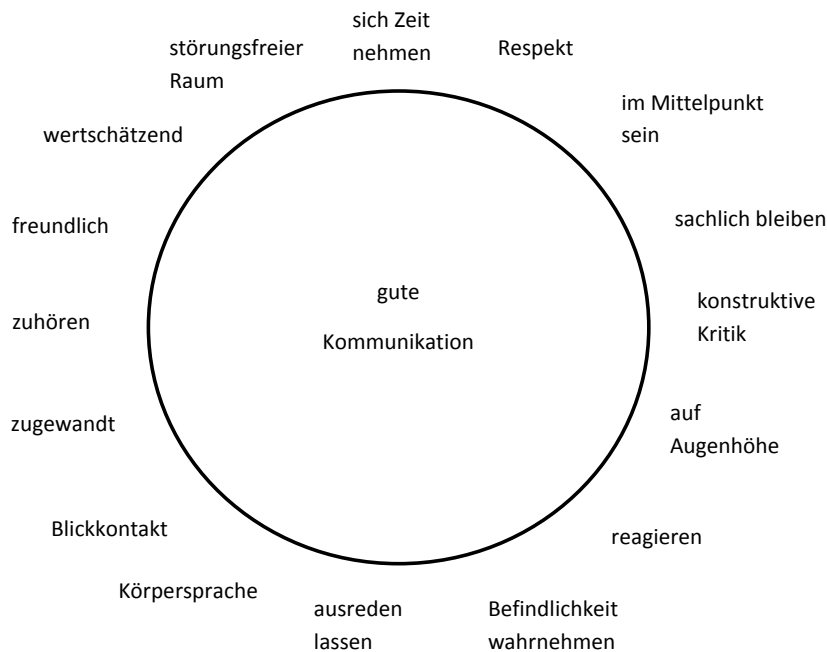 sich Zeit
nehmen
Respekt
im Mittelpunkt
sein
sachlich bleiben
konstruktive
Kritik
auf
Augenhöhe
reagieren
Befindlichkeit
wahrnehmen
ausreden
lassen
Körpersprache
Blickkontakt
zugewandt
zuhören
freundlich
wertschätzend
störungsfreier
Raum
gute
Kommunikation